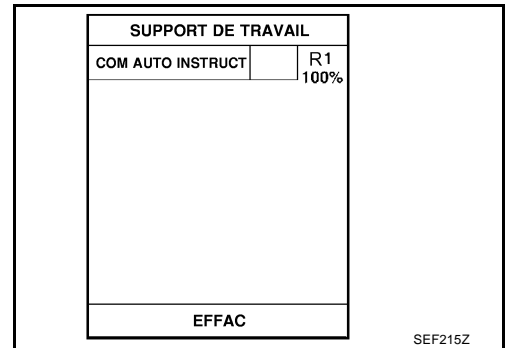 SUPPORT DE TRAVAIL
COM AUTO INSTRUCT R1
100%
EFFAC
SEF215Z